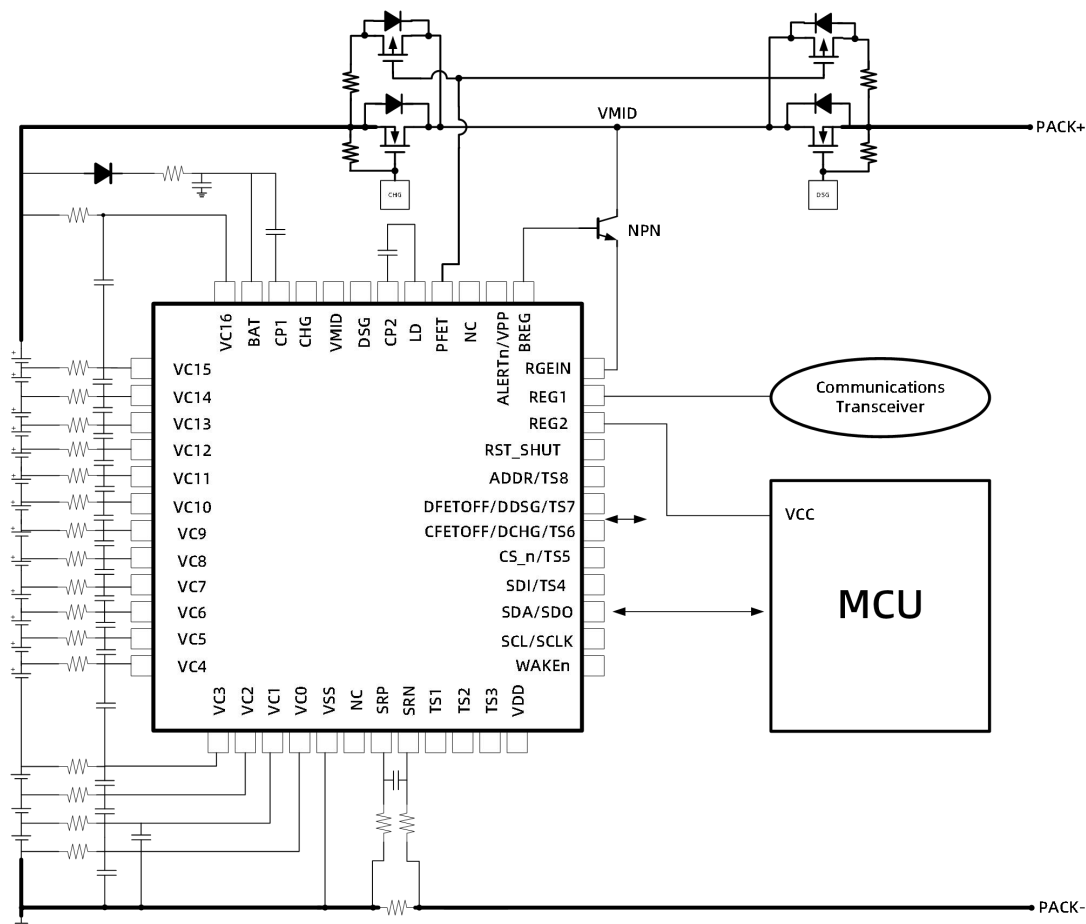 VMID
PACK+
CHG
DSG
NPN
VC16
BAT
CP1
CHG
VMID
DSG
CP2
LD
PFET
NC
ALERTn/VPP
BREG
VC15
VC14
VC13
VC12
VC11
VC10
VC9
VC8
VC7
VC6
VC5
VC4
RGEIN
REG1
REG2
RST_SHUT
ADDR/TS8
DFETOFF/DDSG/TS7
CFETOFF/DCHG/TS6
CS_n/TS5
SDI/TS4
SDA/SDO
SCL/SCLK
WAKEn
Communications
Transceiver
VCC
MCU
VC3
VC2
VC1
VC0
VSS
NC
SRP
SRN
TS1
TS2
TS3
VDD
PACK-